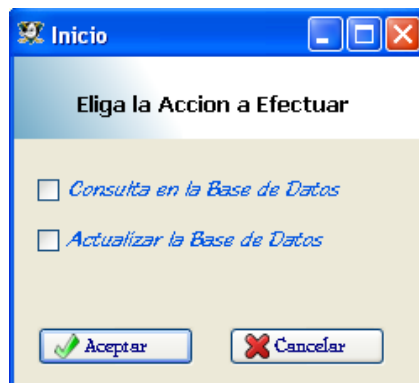 Inicio
Eliga la Accion a Efectuar
Consulta en la Base de Datos
Actualizar la Base de Datos
Aceptar
Cancelar